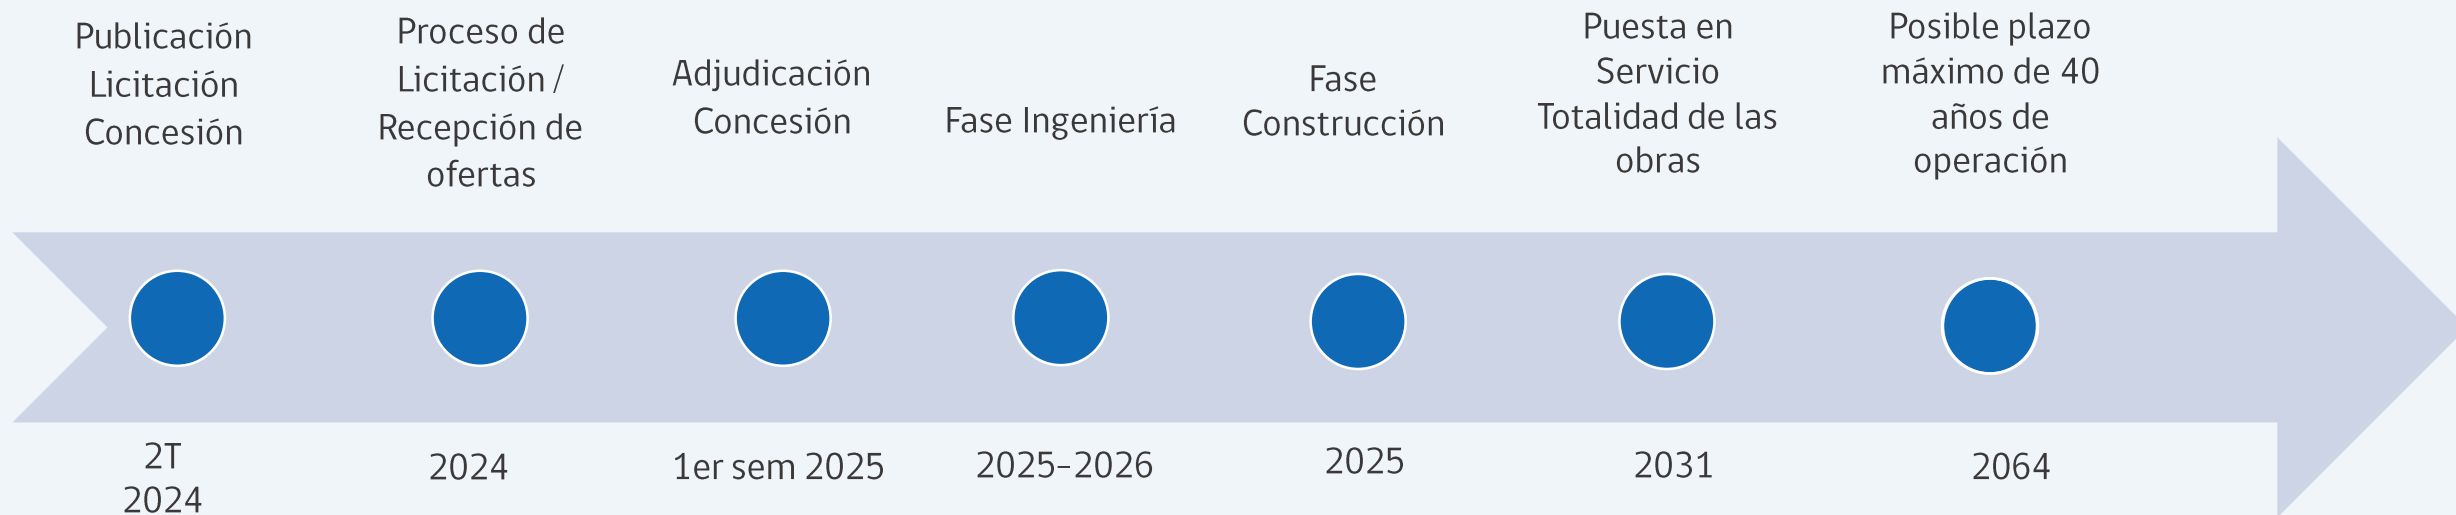 Publicación
Licitación
Concesión
Proceso de
Licitación /
Recepción de
ofertas
Adjudicación
Concesión
Fase Ingeniería
Fase
Construcción
Puesta en
Servicio
Totalidad de las
obras
Posible plazo
máximo de 40
años de
operación
2T
2024
2024
1er sem 2025
2025-2026
2025
2031
2064